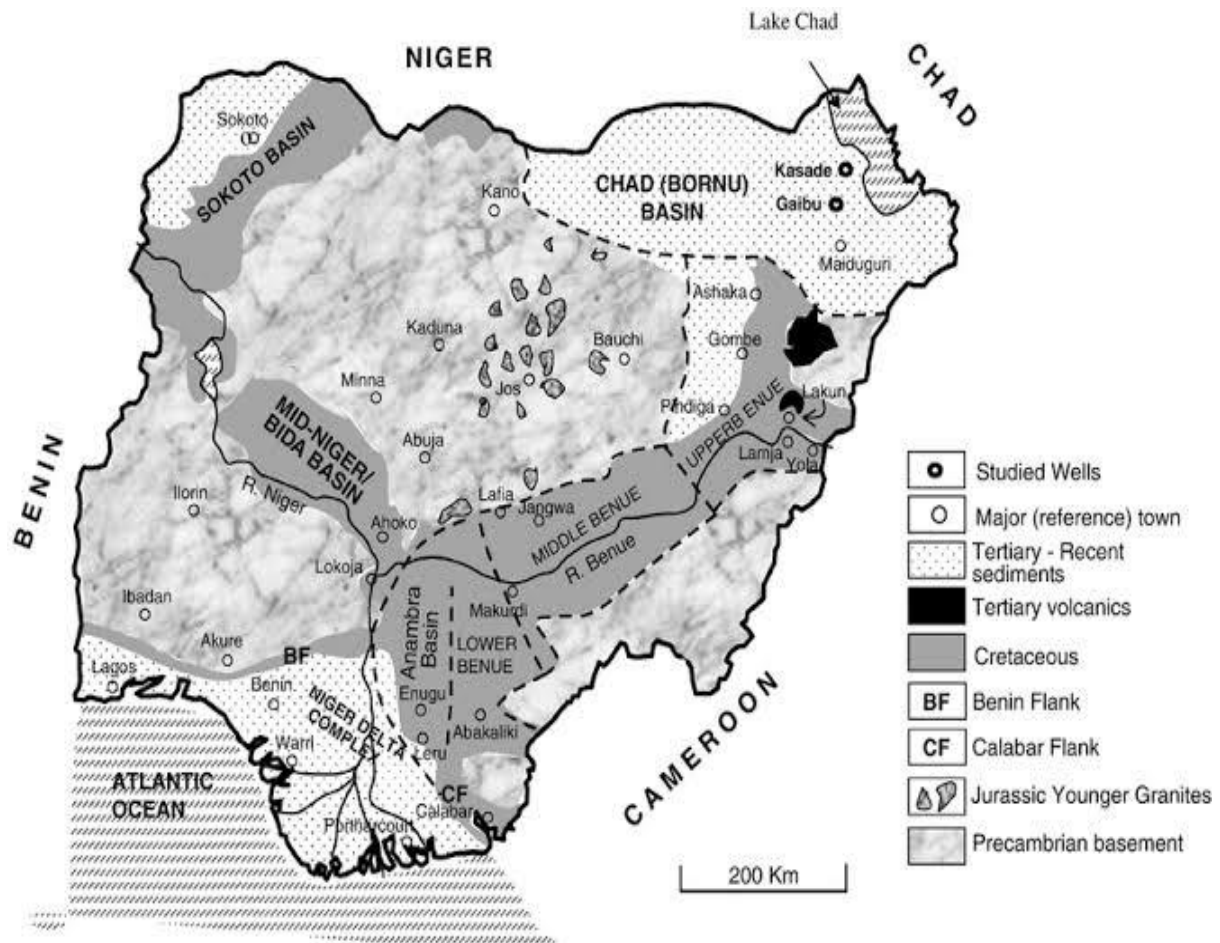 Lake Chad
NIGER
CHAD
Sokoto
SOKOTO BASIN
Kano
CHAD (BORNU)
BASIN
Kasade
Gaibu
Maiduguri
Ashaka
Kaduna
Bauchi
Gombe
Minna
Jos
Lakun
Pindiga
BENIN
MID-NIGER/
BIDA BASIN
Abuja
UPPERB ENUE
Lamja
Yola
Ilorin
R. Niger
Lafia
Jangwa
Ahoko
MIDDLE BENUE
R. Benue
Lokoja
Ibadan
Makurdi
Anambra
Basin
LOWER
BENUE
Akure
BF
Lagos
Benin
Enugu
NIGER DELTA
COMPLEX
Abakaliki
Warri
Leru
CAMEROON
ATLANTIC
OCEAN
CF
Calabar
Portharcourt
200 Km
Studied Wells
Major (reference) town
Tertiary - Recent
sediments
Tertiary volcanics
Cretaceous
BF
Benin Flank
CF
Calabar Flank
Jurassic Younger Granites
Precambrian basement